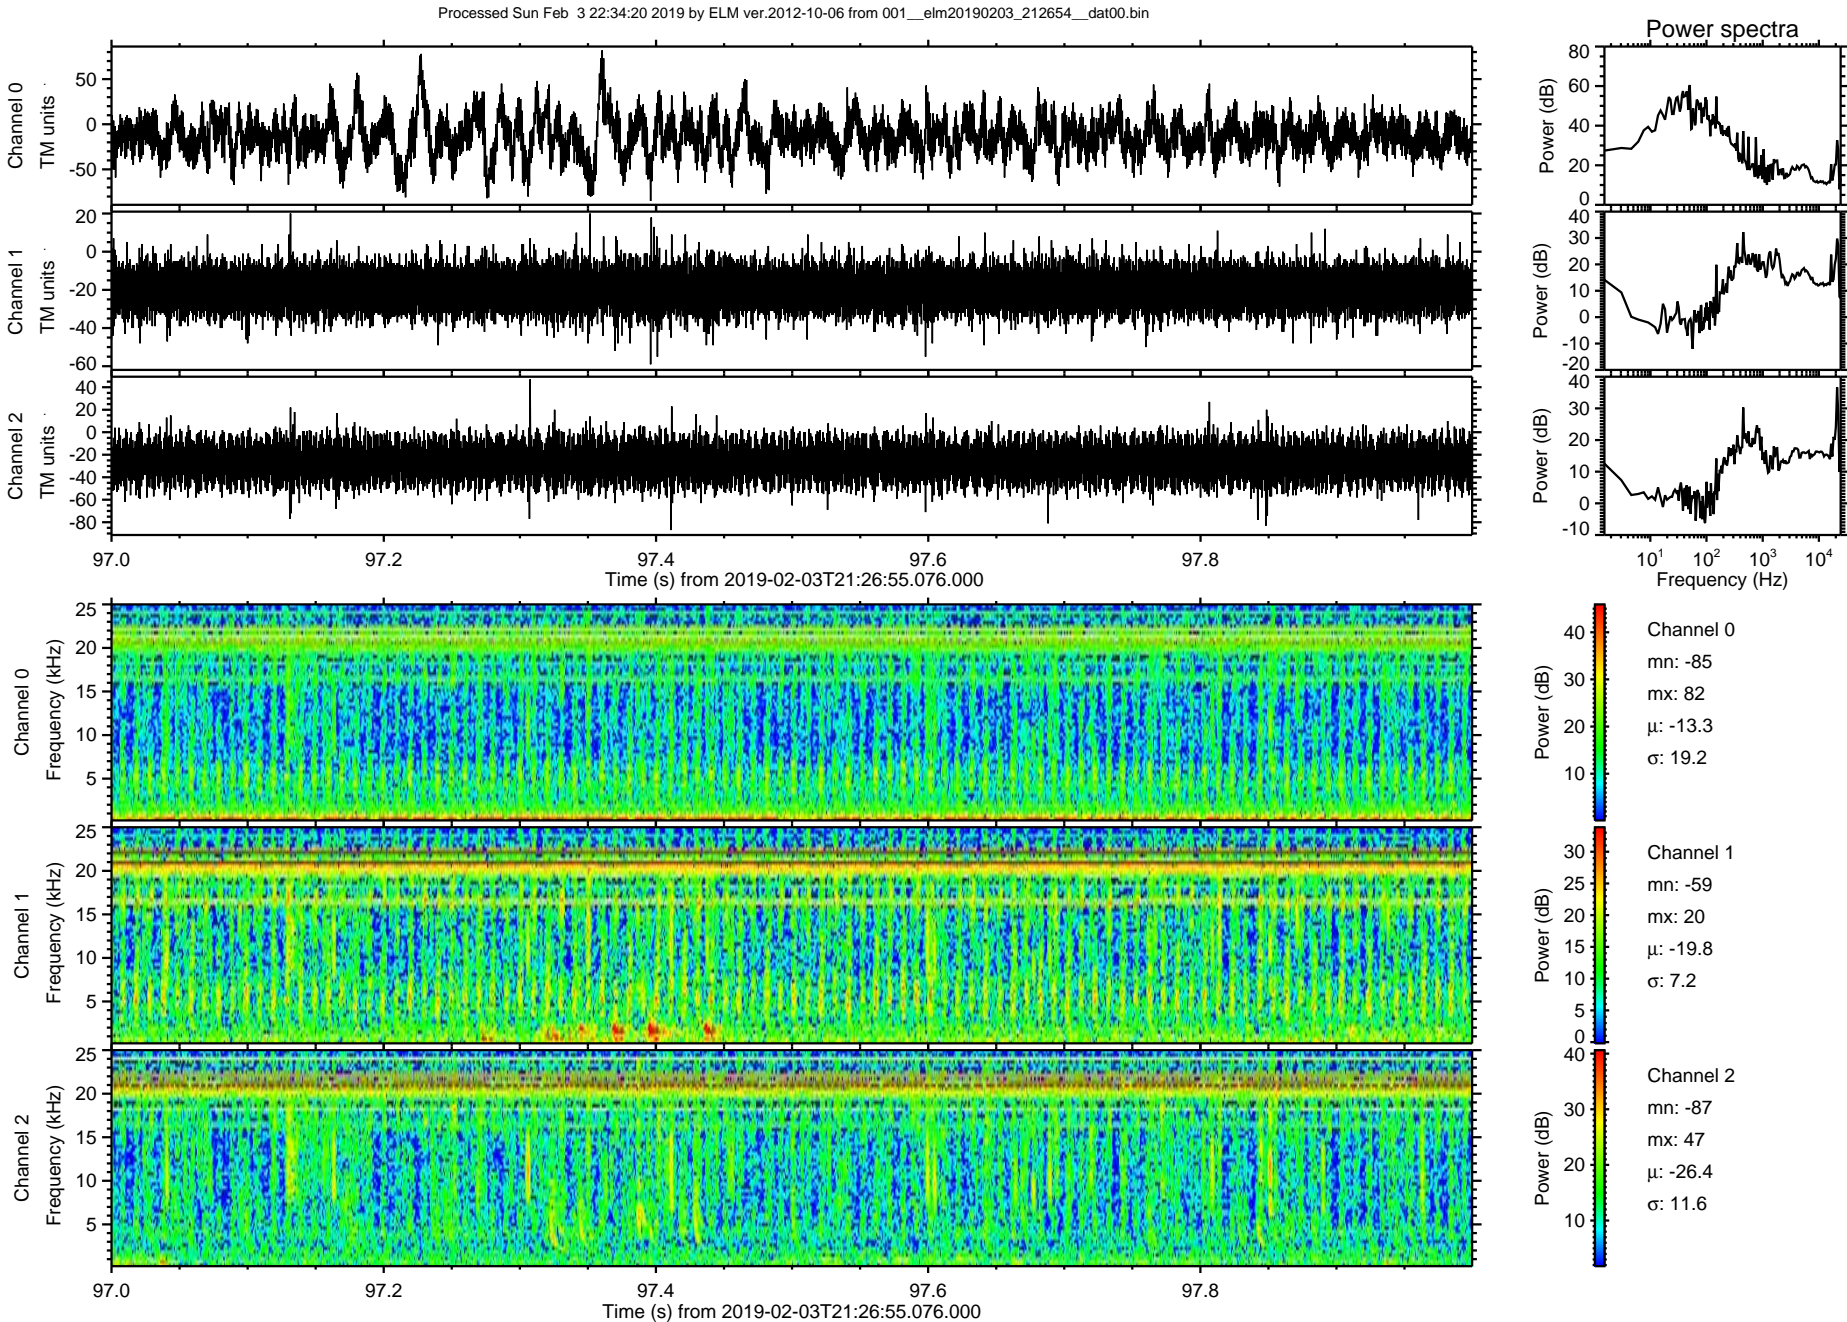 Processed Sun Feb  3 22:34:20 2019 by ELM ver.2012-10-06 from 001__elm20190203_212654__dat00.bin
Power spectra
Channel 0
TM units
50
0
-50
Power (dB)
80
60
40
20
0
Channel 1
TM units
20
0
-20
-40
-60
Power (dB)
40
30
20
10
0
-10
-20
Channel 2
TM units
40
20
0
-20
-40
-60
-80
Power (dB)
40
30
20
10
0
-10
97.0 97.2 97.4 97.6 97.8
Time (s) from 2019-02-03T21:26:55.076.000
10¹ 10² 10³ 10⁴
Frequency (Hz)
Channel 0
Frequency (kHz)
25
20
15
10
5
Power (dB)
40
30
20
10
Channel 0
mn: -85
mx: 82
μ: -13.3
σ: 19.2
Channel 1
Frequency (kHz)
25
20
15
10
5
Power (dB)
30
25
20
15
10
5
0
Channel 1
mn: -59
mx: 20
μ: -19.8
σ: 7.2
Channel 2
Frequency (kHz)
25
20
15
10
5
Power (dB)
40
30
20
10
Channel 2
mn: -87
mx: 47
μ: -26.4
σ: 11.6
97.0 97.2 97.4 97.6 97.8
Time (s) from 2019-02-03T21:26:55.076.000